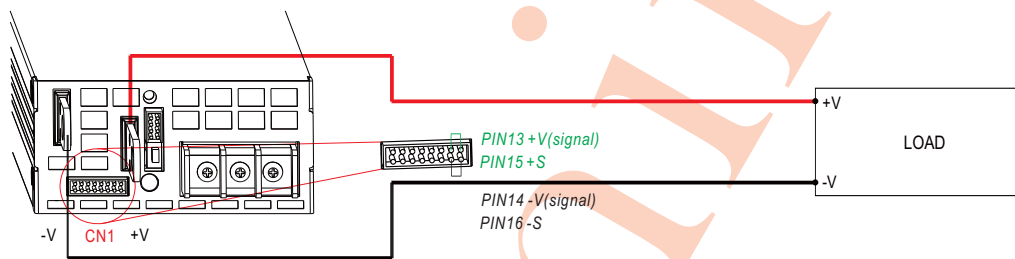 PIN13 +V(signal)
PIN15 +S
PIN14 -V(signal)
PIN16 -S
+V
LOAD
-V
-V
CN1
+V